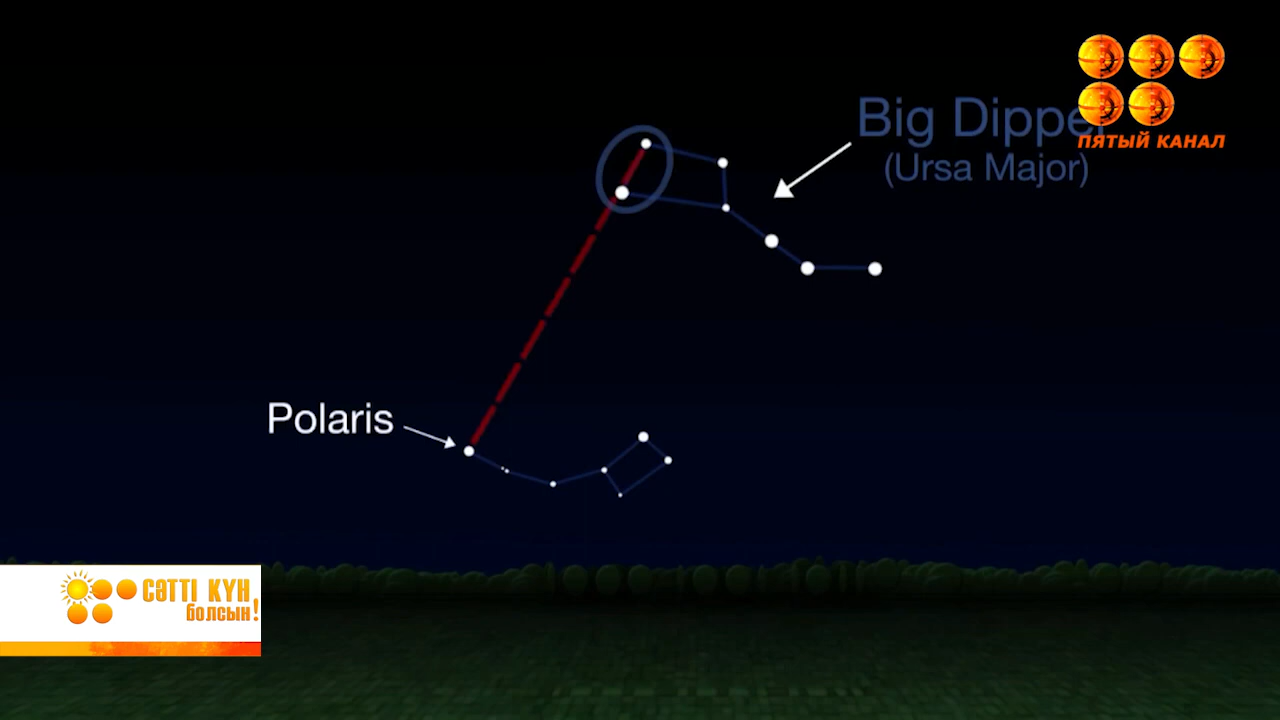 Big Dipper
(Ursa Major)
ПЯТЫЙ КАНАЛ
Polaris
СӘТТІ КҮН
болсын!